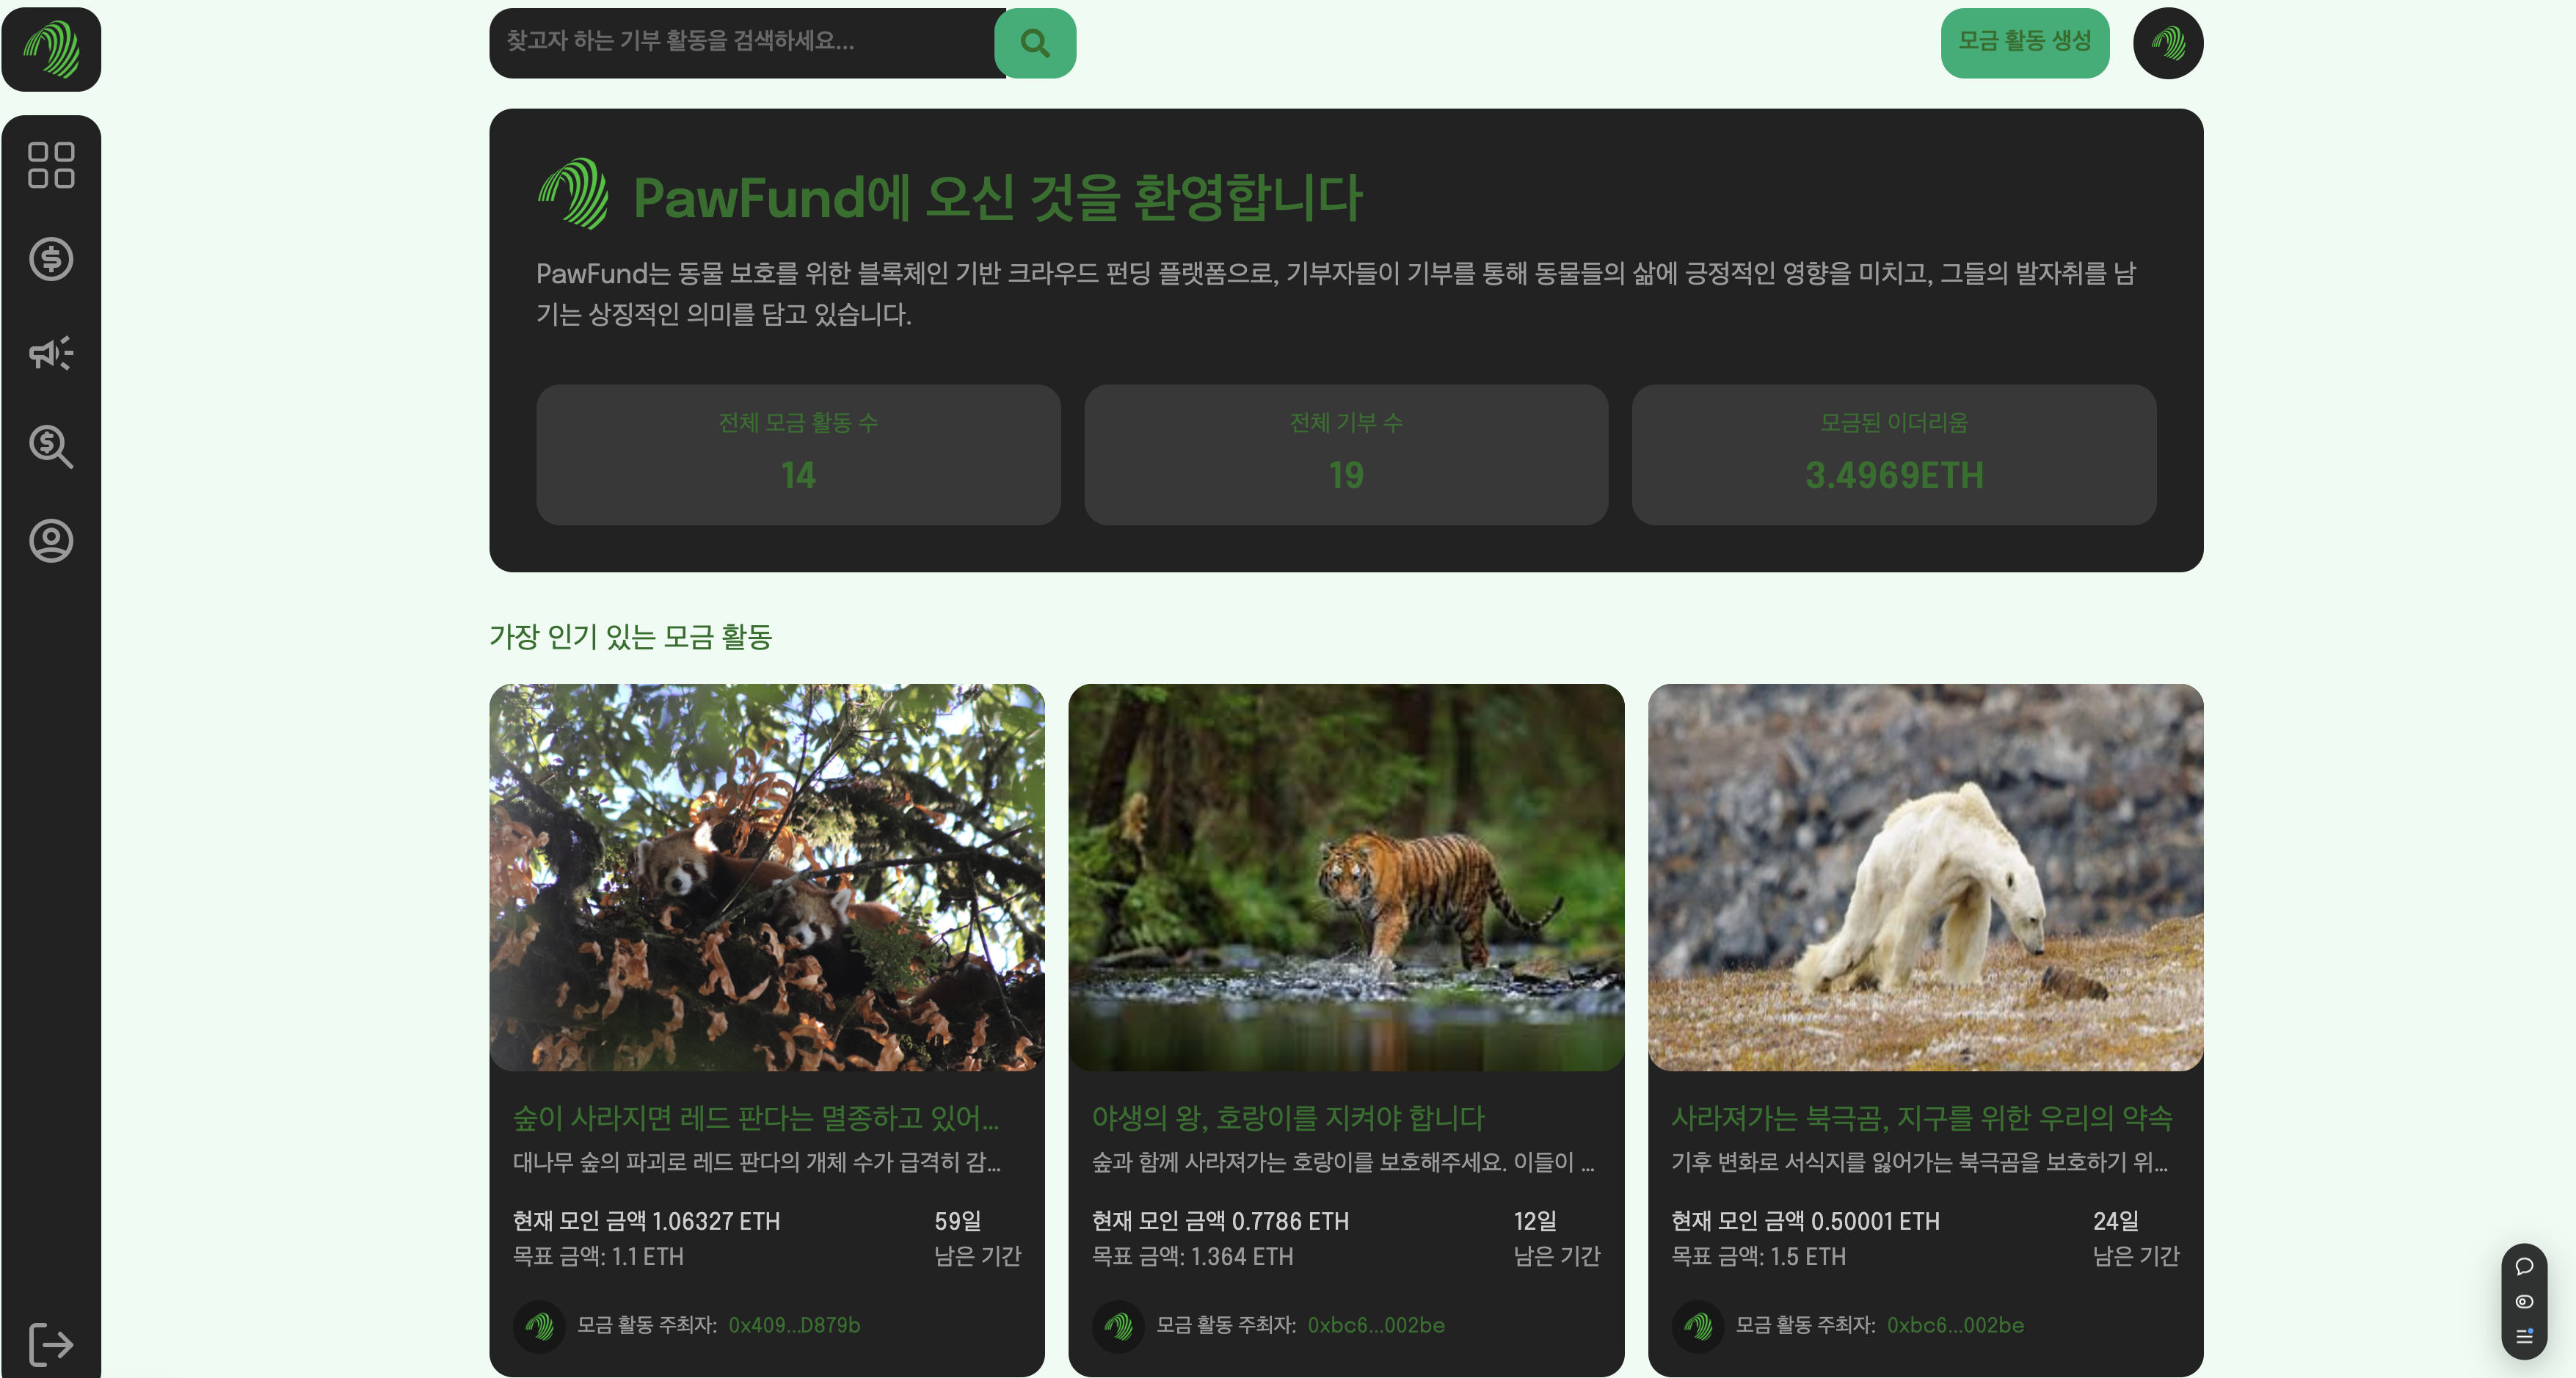 찾고자 하는 기부 활동을 검색하세요...
모금 활동 생성
PawFund에 오신 것을 환영합니다
PawFund는 동물 보호를 위한 블록체인 기반 크라우드 펀딩 플랫폼으로, 기부자들이 기부를 통해 동물들의 삶에 긍정적인 영향을 미치고, 그들의 발자취를 남
기는 상징적인 의미를 담고 있습니다.
전체 모금 활동 수
14
전체 기부 수
19
모금된 이더리움
3.4969ETH
가장 인기 있는 모금 활동
숲이 사라지면 레드 판다는 멸종하고 있어...
대나무 숲의 파괴로 레드 판다의 개체 수가 급격히 감...
현재 모인 금액 1.06327 ETH
59일
목표 금액: 1.1 ETH
남은 기간
모금 활동 주최자: 0x409...D879b
야생의 왕, 호랑이를 지켜야 합니다
숲과 함께 사라져가는 호랑이를 보호해주세요. 이들이 ...
현재 모인 금액 0.7786 ETH
12일
목표 금액: 1.364 ETH
남은 기간
모금 활동 주최자: 0xbc6...002be
사라져가는 북극곰, 지구를 위한 우리의 약속
기후 변화로 서식지를 잃어가는 북극곰을 보호하기 위...
현재 모인 금액 0.50001 ETH
24일
목표 금액: 1.5 ETH
남은 기간
모금 활동 주최자: 0xbc6...002be